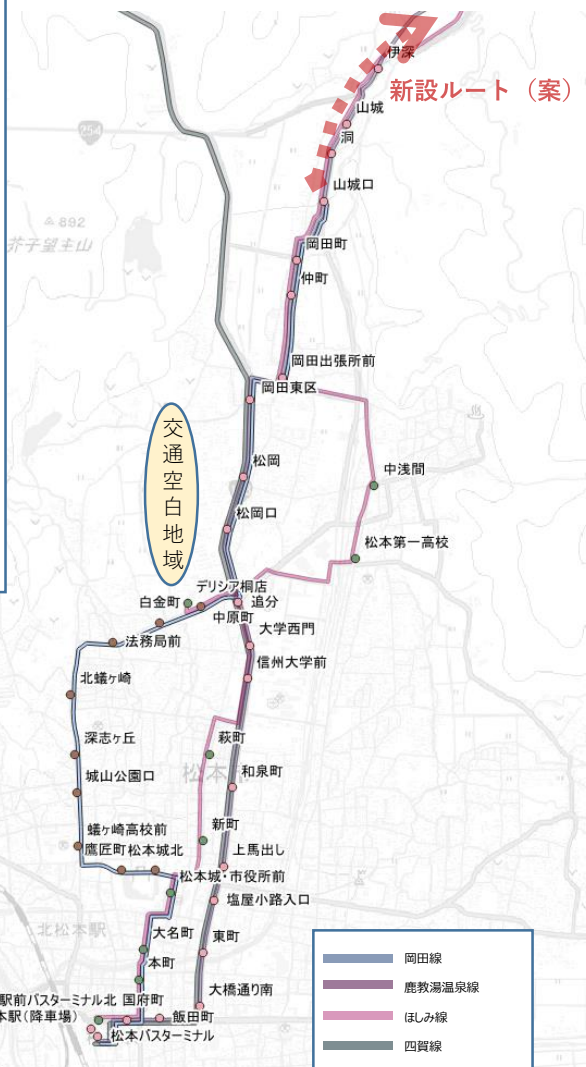 伊深
新設ルート（案）
山城
254
洞
山城口
892
芥子望主山
岡田町
仲町
岡田出張所前
岡田東区
交通空白地域
松岡
中浅間
松岡口
松本第一高校
デリシア桐店
白金町
追分
中原町
大学西門
法務局前
信州大学前
北蟻ヶ崎
深志ヶ丘
萩町
城山公園口
松本
和泉町
蟻ヶ崎高校前
新町
鷹匠町
松本城北
上馬出し
松本城・市役所前
塩屋小路入口
北松本駅
大名町
東町
本町
岡田線
大橋通り南
鹿教湯温泉線
駅前バスターミナル北
国府町
本駅（降車場）
飯田町
ほしみ線
松本バスターミナル
四賀線